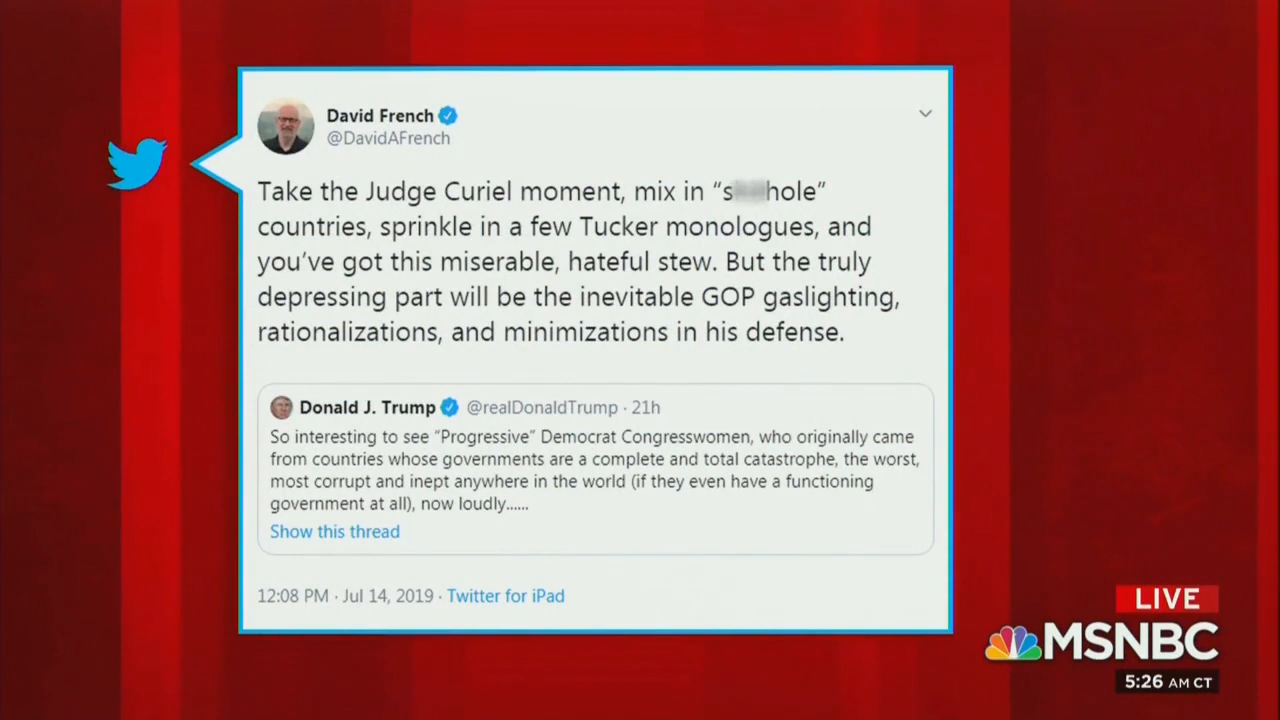 David French
@DavidAFrench
Take the Judge Curiel moment, mix in “s hole”
countries, sprinkle in a few Tucker monologues, and
you’ve got this miserable, hateful stew. But the truly
depressing part will be the inevitable GOP gaslighting,
rationalizations, and minimizations in his defense.
Donald J. Trump @realDonaldTrump · 21h
So interesting to see “Progressive” Democrat Congresswomen, who originally came
from countries whose governments are a complete and total catastrophe, the worst,
most corrupt and inept anywhere in the world (if they even have a functioning
government at all), now loudly......
Show this thread
12:08 PM · Jul 14, 2019 · Twitter for iPad
LIVE
MSNBC
5:26 AM CT